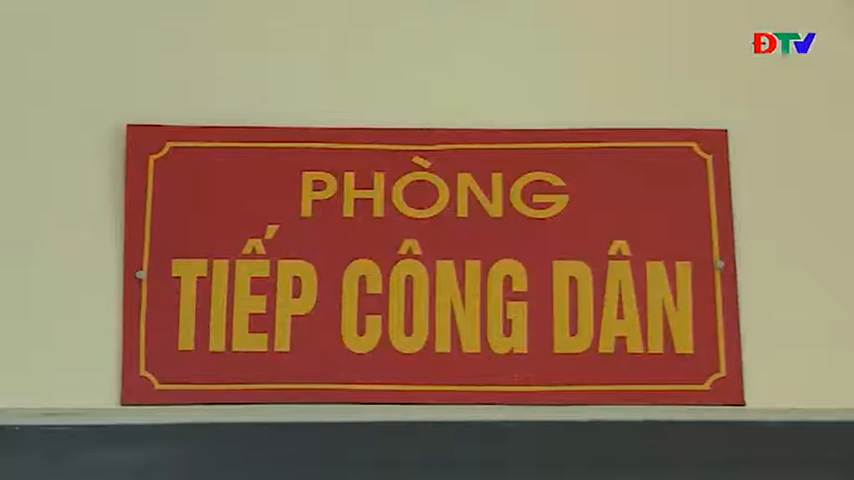 ĐTV
PHÒNG
TIẾP CÔNG DÂN